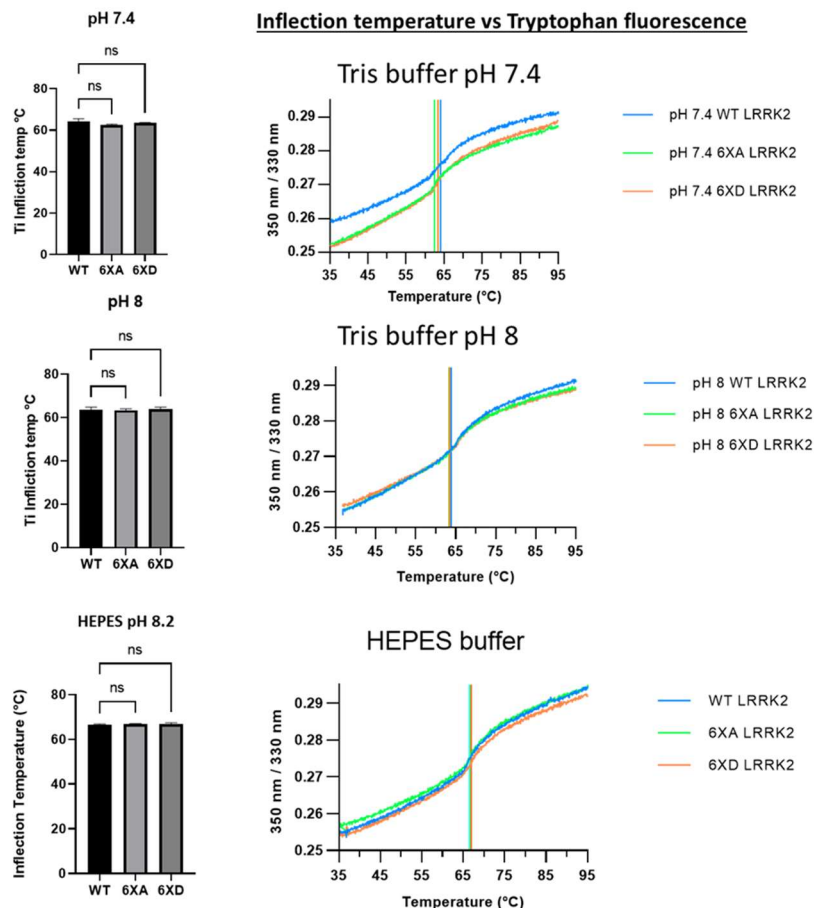 Inflection temperature vs Tryptophan fluorescence
pH 7.4
ns
ns
Ti Infliction temp °C
80
60
40
20
0
WT 6XA 6XD
Tris buffer pH 7.4
350 nm / 330 nm
0.29
0.28
0.27
0.26
0.25
35 45 55 65 75 85 95
Temperature (°C)
pH 7.4 WT LRRK2
pH 7.4 6XA LRRK2
pH 7.4 6XD LRRK2
pH 8
ns
ns
Ti Infliction temp °C
80
60
40
20
0
WT 6XA 6XD
Tris buffer pH 8
350 nm / 330 nm
0.29
0.28
0.27
0.26
0.25
35 45 55 65 75 85 95
Temperature (°C)
pH 8 WT LRRK2
pH 8 6XA LRRK2
pH 8 6XD LRRK2
HEPES pH 8.2
ns
ns
Inflection Temperature (°C)
80
60
40
20
0
WT 6XA 6XD
HEPES buffer
350 nm / 330 nm
0.29
0.28
0.27
0.26
0.25
35 45 55 65 75 85 95
Temperature (°C)
WT LRRK2
6XA LRRK2
6XD LRRK2